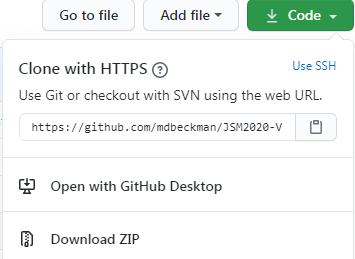 Go to file
Add file
Code
Clone with HTTPS ?
Use SSH
Use Git or checkout with SVN using the web URL.
https://github.com/mdbeckman/JSM2020-V
Open with GitHub Desktop
Download ZIP